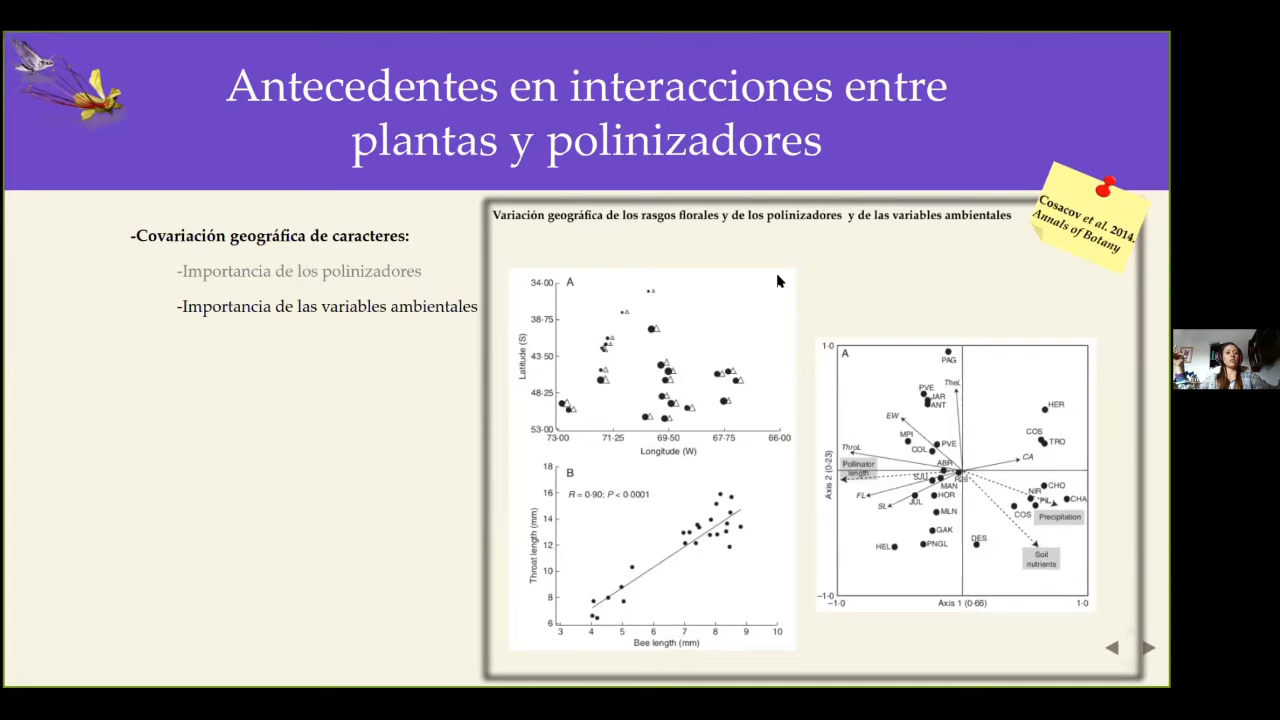 Antecedentes en interacciones entre
plantas y polinizadores
-Covariación geográfica de caracteres:
-Importancia de los polinizadores
-Importancia de las variables ambientales
Variación geográfica de los rasgos florales y de los polinizadores y de las variables ambientales
Cosacov et al. 2014.
Annals of Botany
A
34·00
38·75
43·50
48·25
53·00
Latitude (S)
73·00 71·25 69·50 67·75 66·00
Longitude (W)
B
R = 0·90; P < 0·0001
18
16
14
12
10
8
6
Throat length (mm)
3 4 5 6 7 8 9 10
Bee length (mm)
A
1·0
PAG
PVE
TheL
JAR
ANT
EW
HER
MPI
COS
COL
PVE
TRO
ThroL
ABR
CA
Pollinator
length
SJU
R26
MAN
CHO
FL
JUL
HOR
NIR
PIL
CHA
SL
MLN
COS
Precipitation
GAK
HEL
PNGL
DES
Soil
nutrients
Axis 2 (0·23)
–1·0
–1·0 Axis 1 (0·66) 1·0